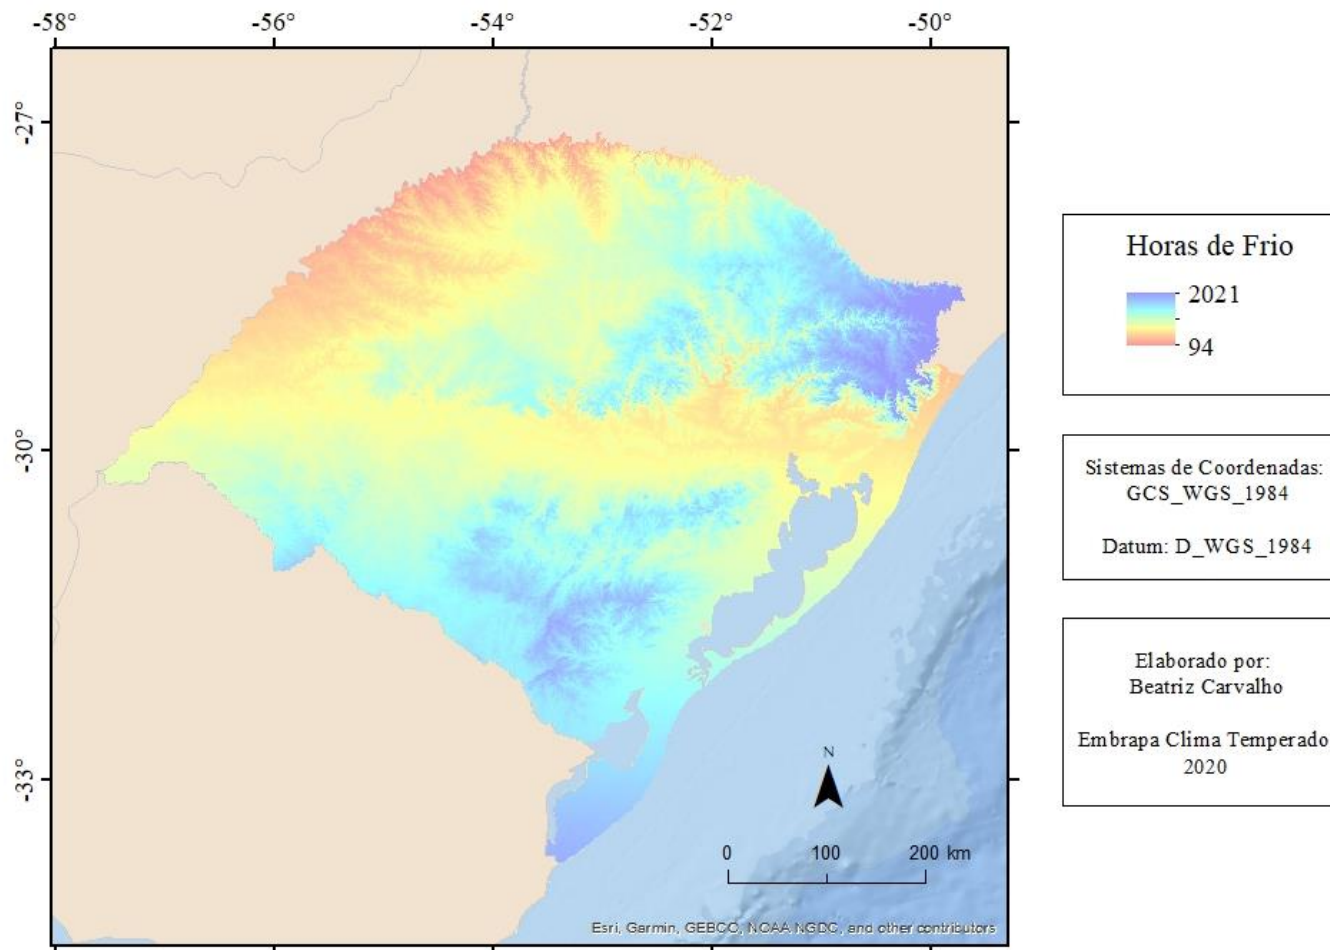 -58°
-56°
-54°
-52°
-50°
-27°
-30°
-33°
Horas de Frio
2021
94
Sistemas de Coordenadas:
GCS_WGS_1984
Datum: D_WGS_1984
Elaborado por:
Beatriz Carvalho
Embrapa Clima Temperado
2020
N
0 100 200 km
Esri, Garmin, GEBCO, NOAA NGDC, and other contributors